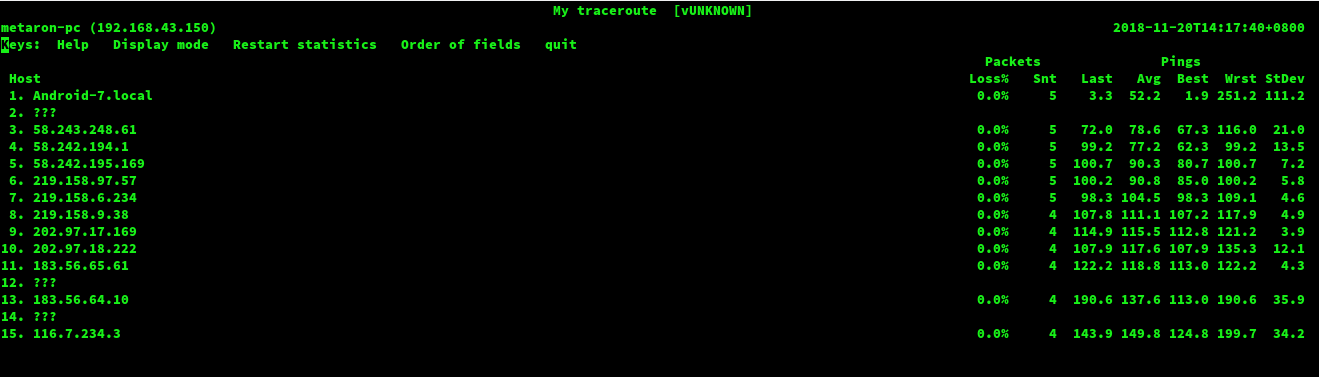 My traceroute  [vUNKNOWN]
metaron-pc (192.168.43.150) 2018-11-20T14:17:40+0800
Keys:  Help   Display mode   Restart statistics   Order of fields   quit
Packets Pings
Host Loss% Snt Last Avg Best Wrst StDev
1. Android-7.local 0.0% 5 3.3 52.2 1.9 251.2 111.2
2. ???
3. 58.243.248.61 0.0% 5 72.0 78.6 67.3 116.0 21.0
4. 58.242.194.1 0.0% 5 99.2 77.2 62.3 99.2 13.5
5. 58.242.195.169 0.0% 5 100.7 90.3 80.7 100.7 7.2
6. 219.158.97.57 0.0% 5 100.2 90.8 85.0 100.2 5.8
7. 219.158.6.234 0.0% 5 98.3 104.5 98.3 109.1 4.6
8. 219.158.9.38 0.0% 4 107.8 111.1 107.2 117.9 4.9
9. 202.97.17.169 0.0% 4 114.9 115.5 112.8 121.2 3.9
10. 202.97.18.222 0.0% 4 107.9 117.6 107.9 135.3 12.1
11. 183.56.65.61 0.0% 4 122.2 118.8 113.0 122.2 4.3
12. ???
13. 183.56.64.10 0.0% 4 190.6 137.6 113.0 190.6 35.9
14. ???
15. 116.7.234.3 0.0% 4 143.9 149.8 124.8 199.7 34.2